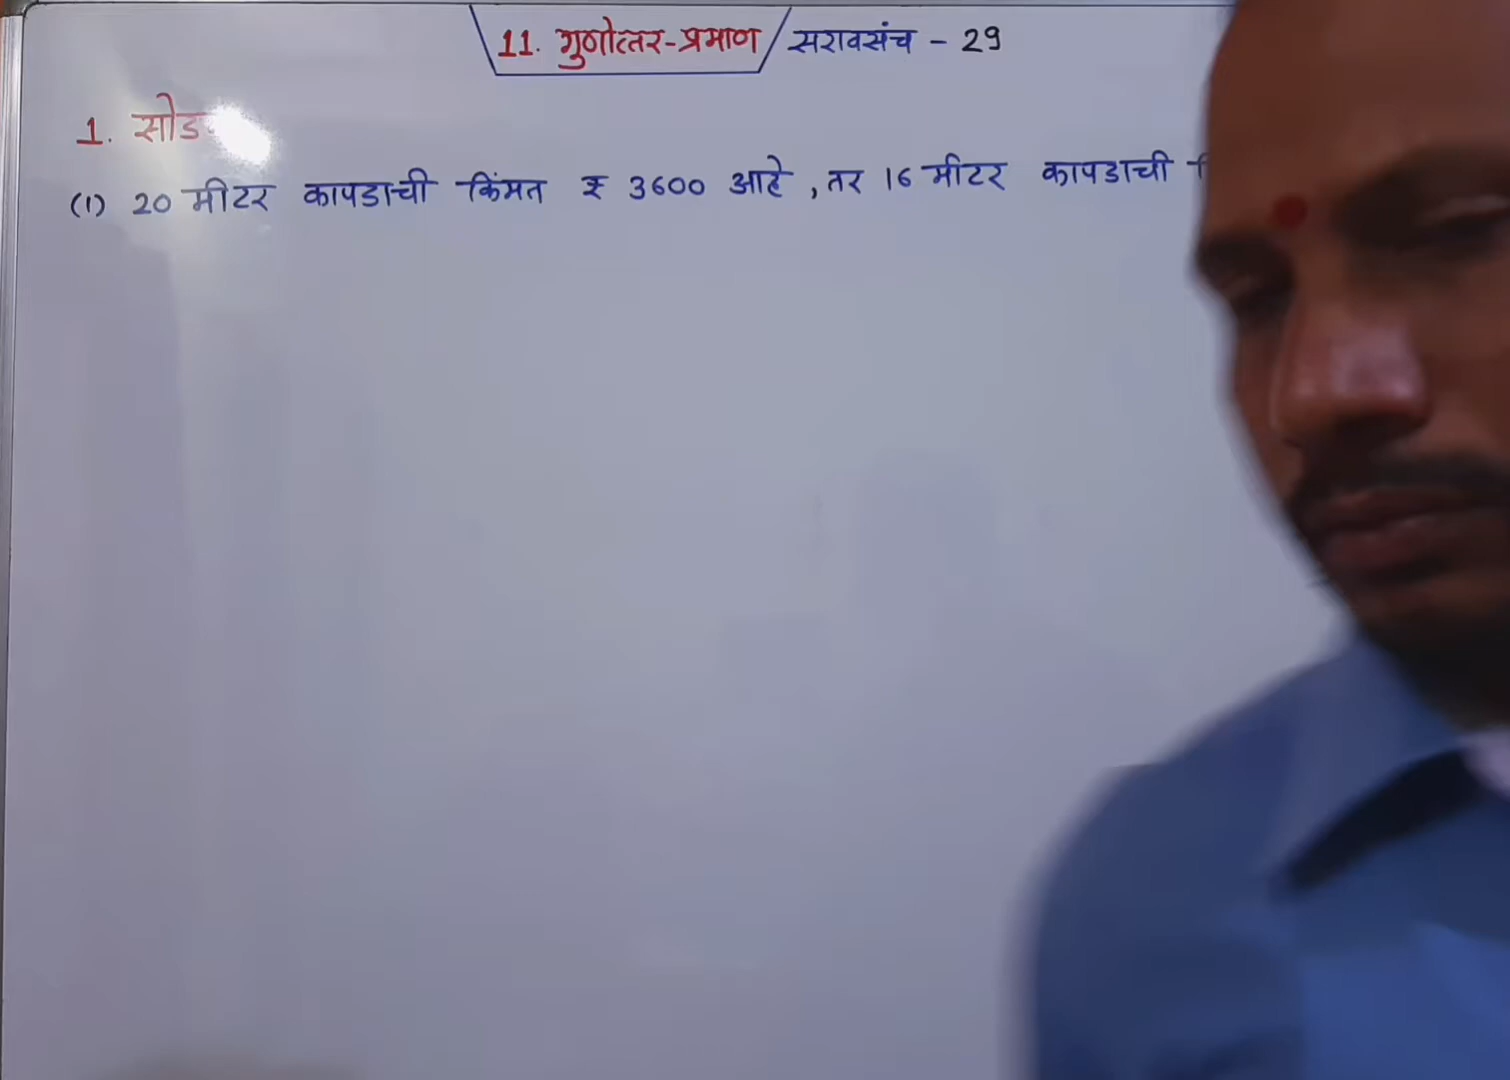 11. गुणोत्तर-प्रमाण / सरावसंच - 29
1.
(1) 20 मीटर कापडाची किंमत ₹ 3600 आहे, तर 16 मीटर कापडाची